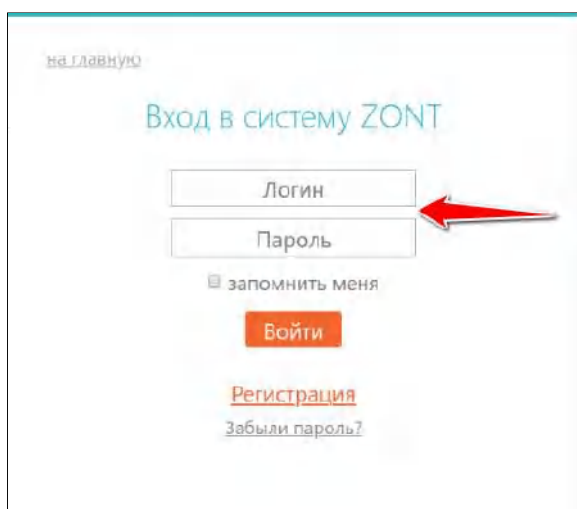 на главную
Вход в систему ZONT
Логин
Пароль
запомнить меня
Войти
Регистрация
Забыли пароль?